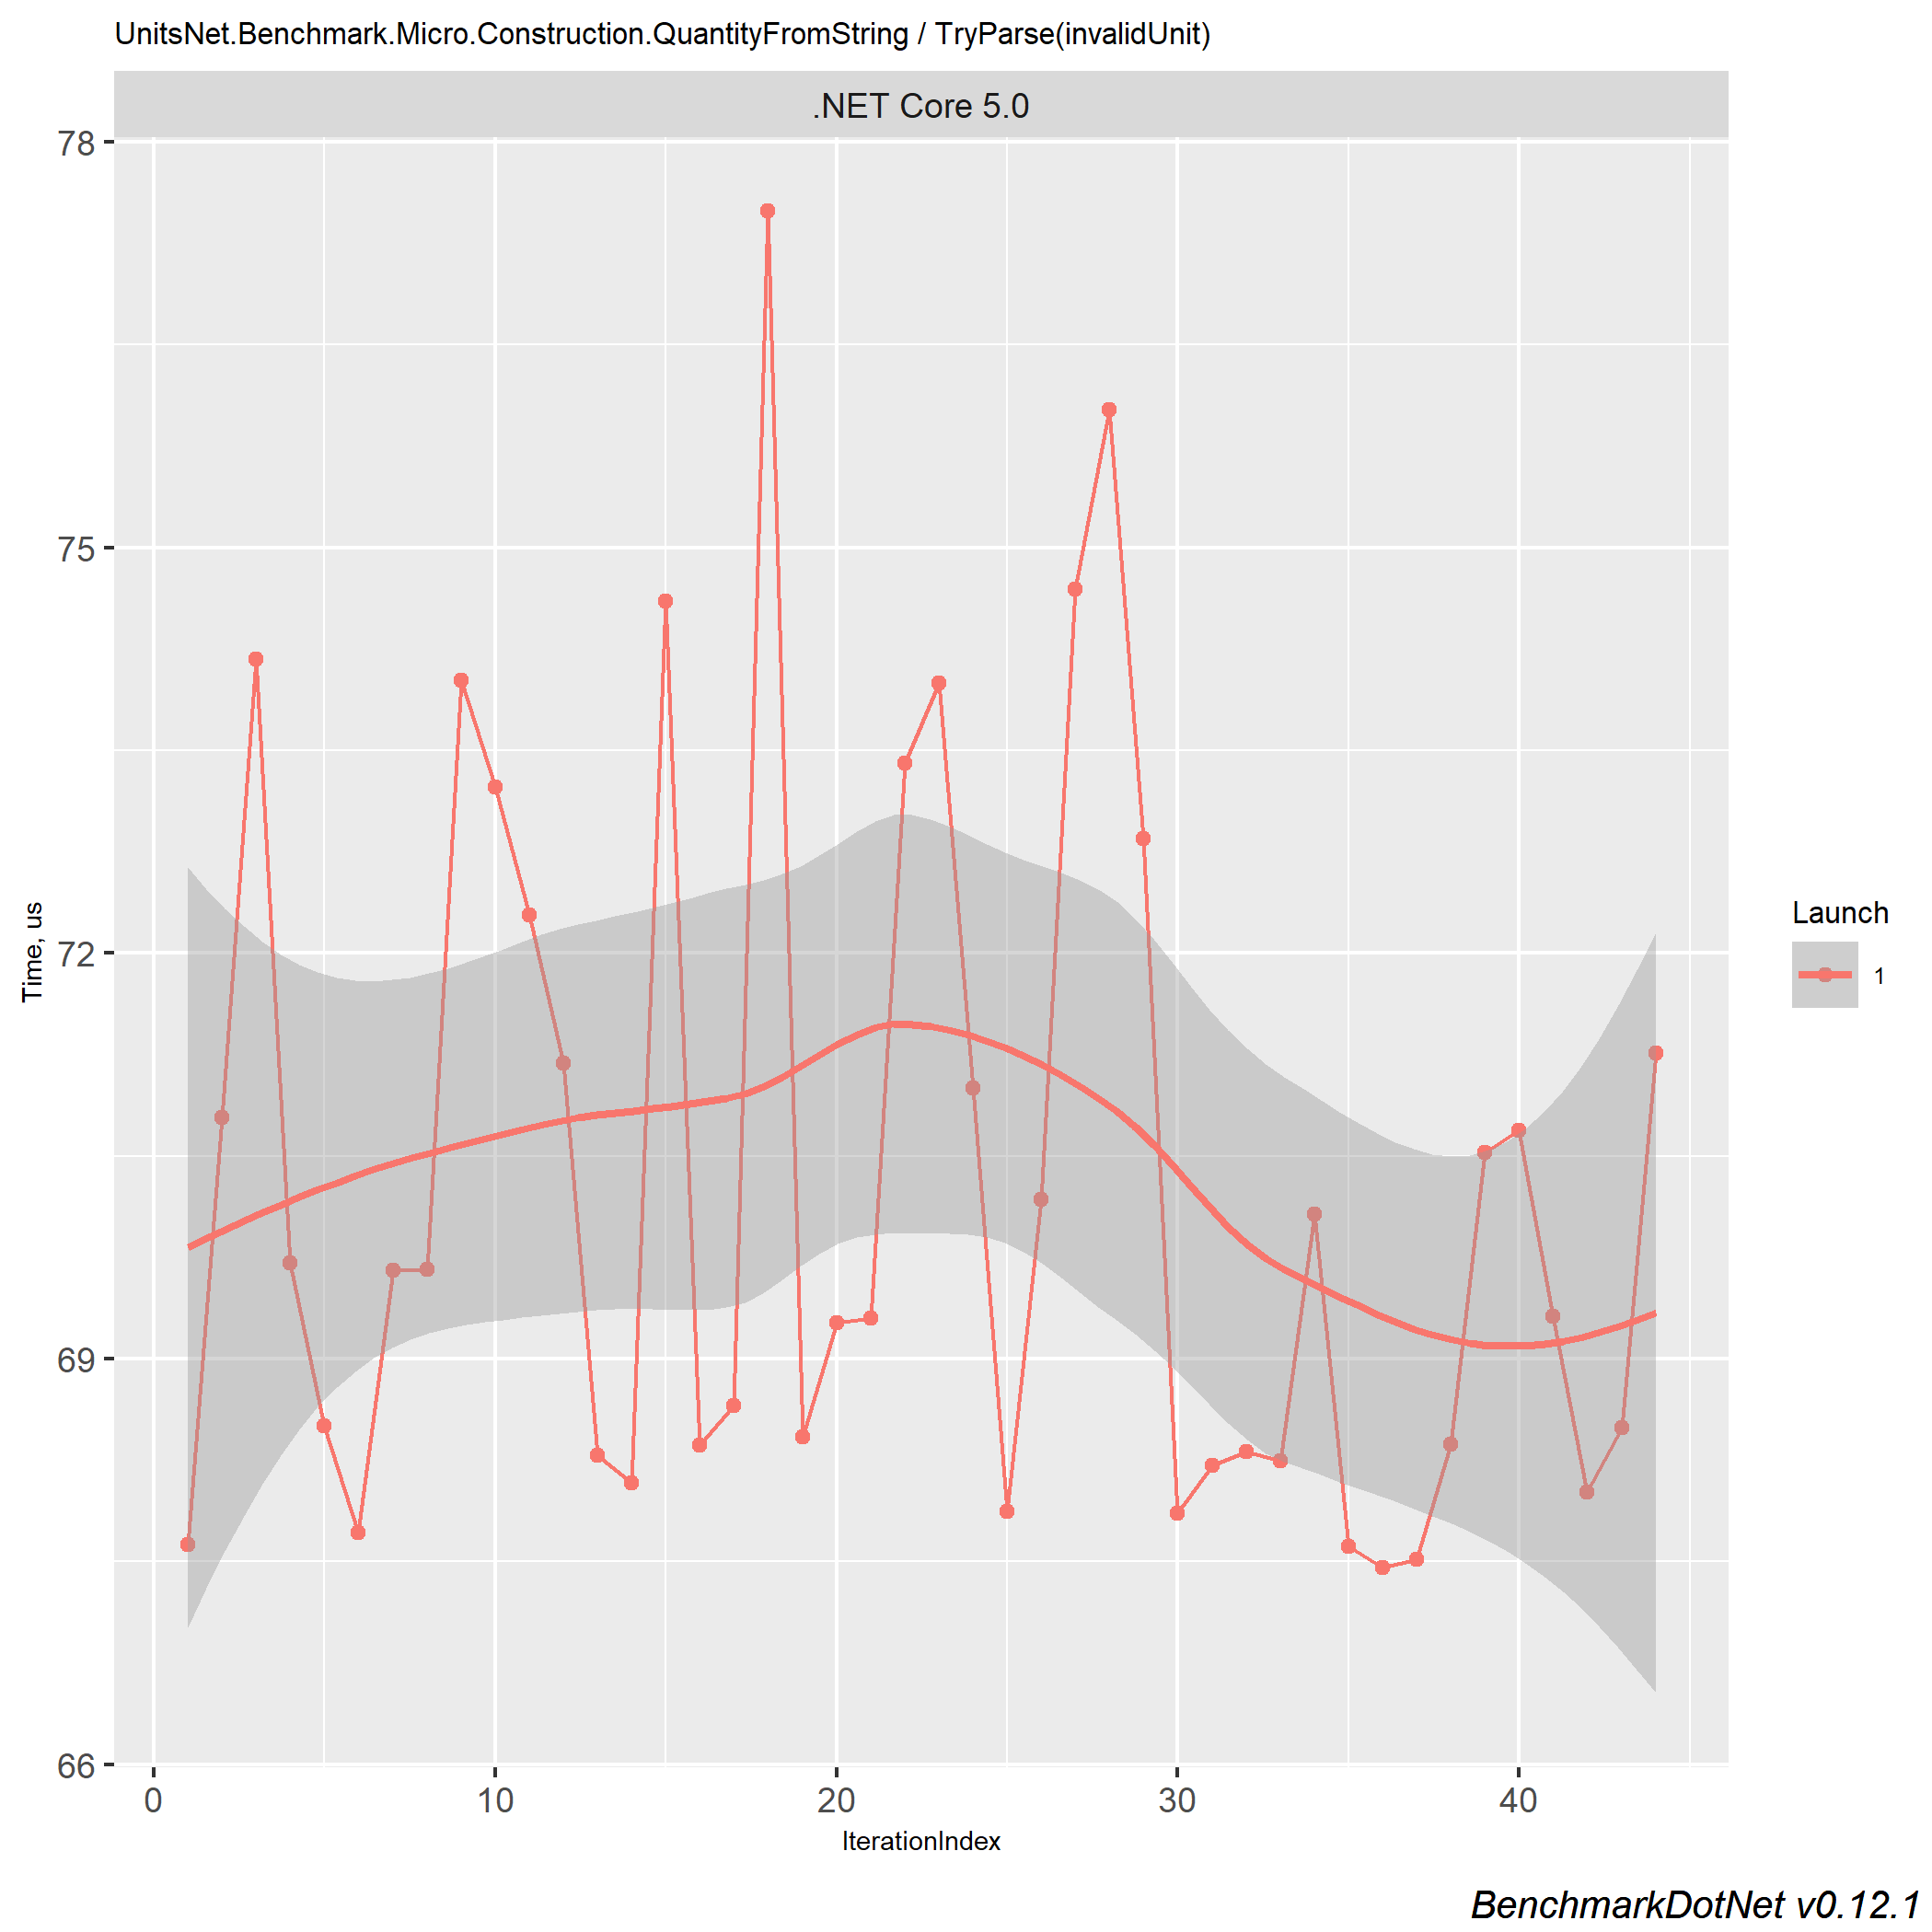 UnitsNet.Benchmark.Micro.Construction.QuantityFromString / TryParse(invalidUnit)
.NET Core 5.0
78
75
72
69
66
Time, us
0 10 20 30 40
IterationIndex
Launch
1
BenchmarkDotNet v0.12.1